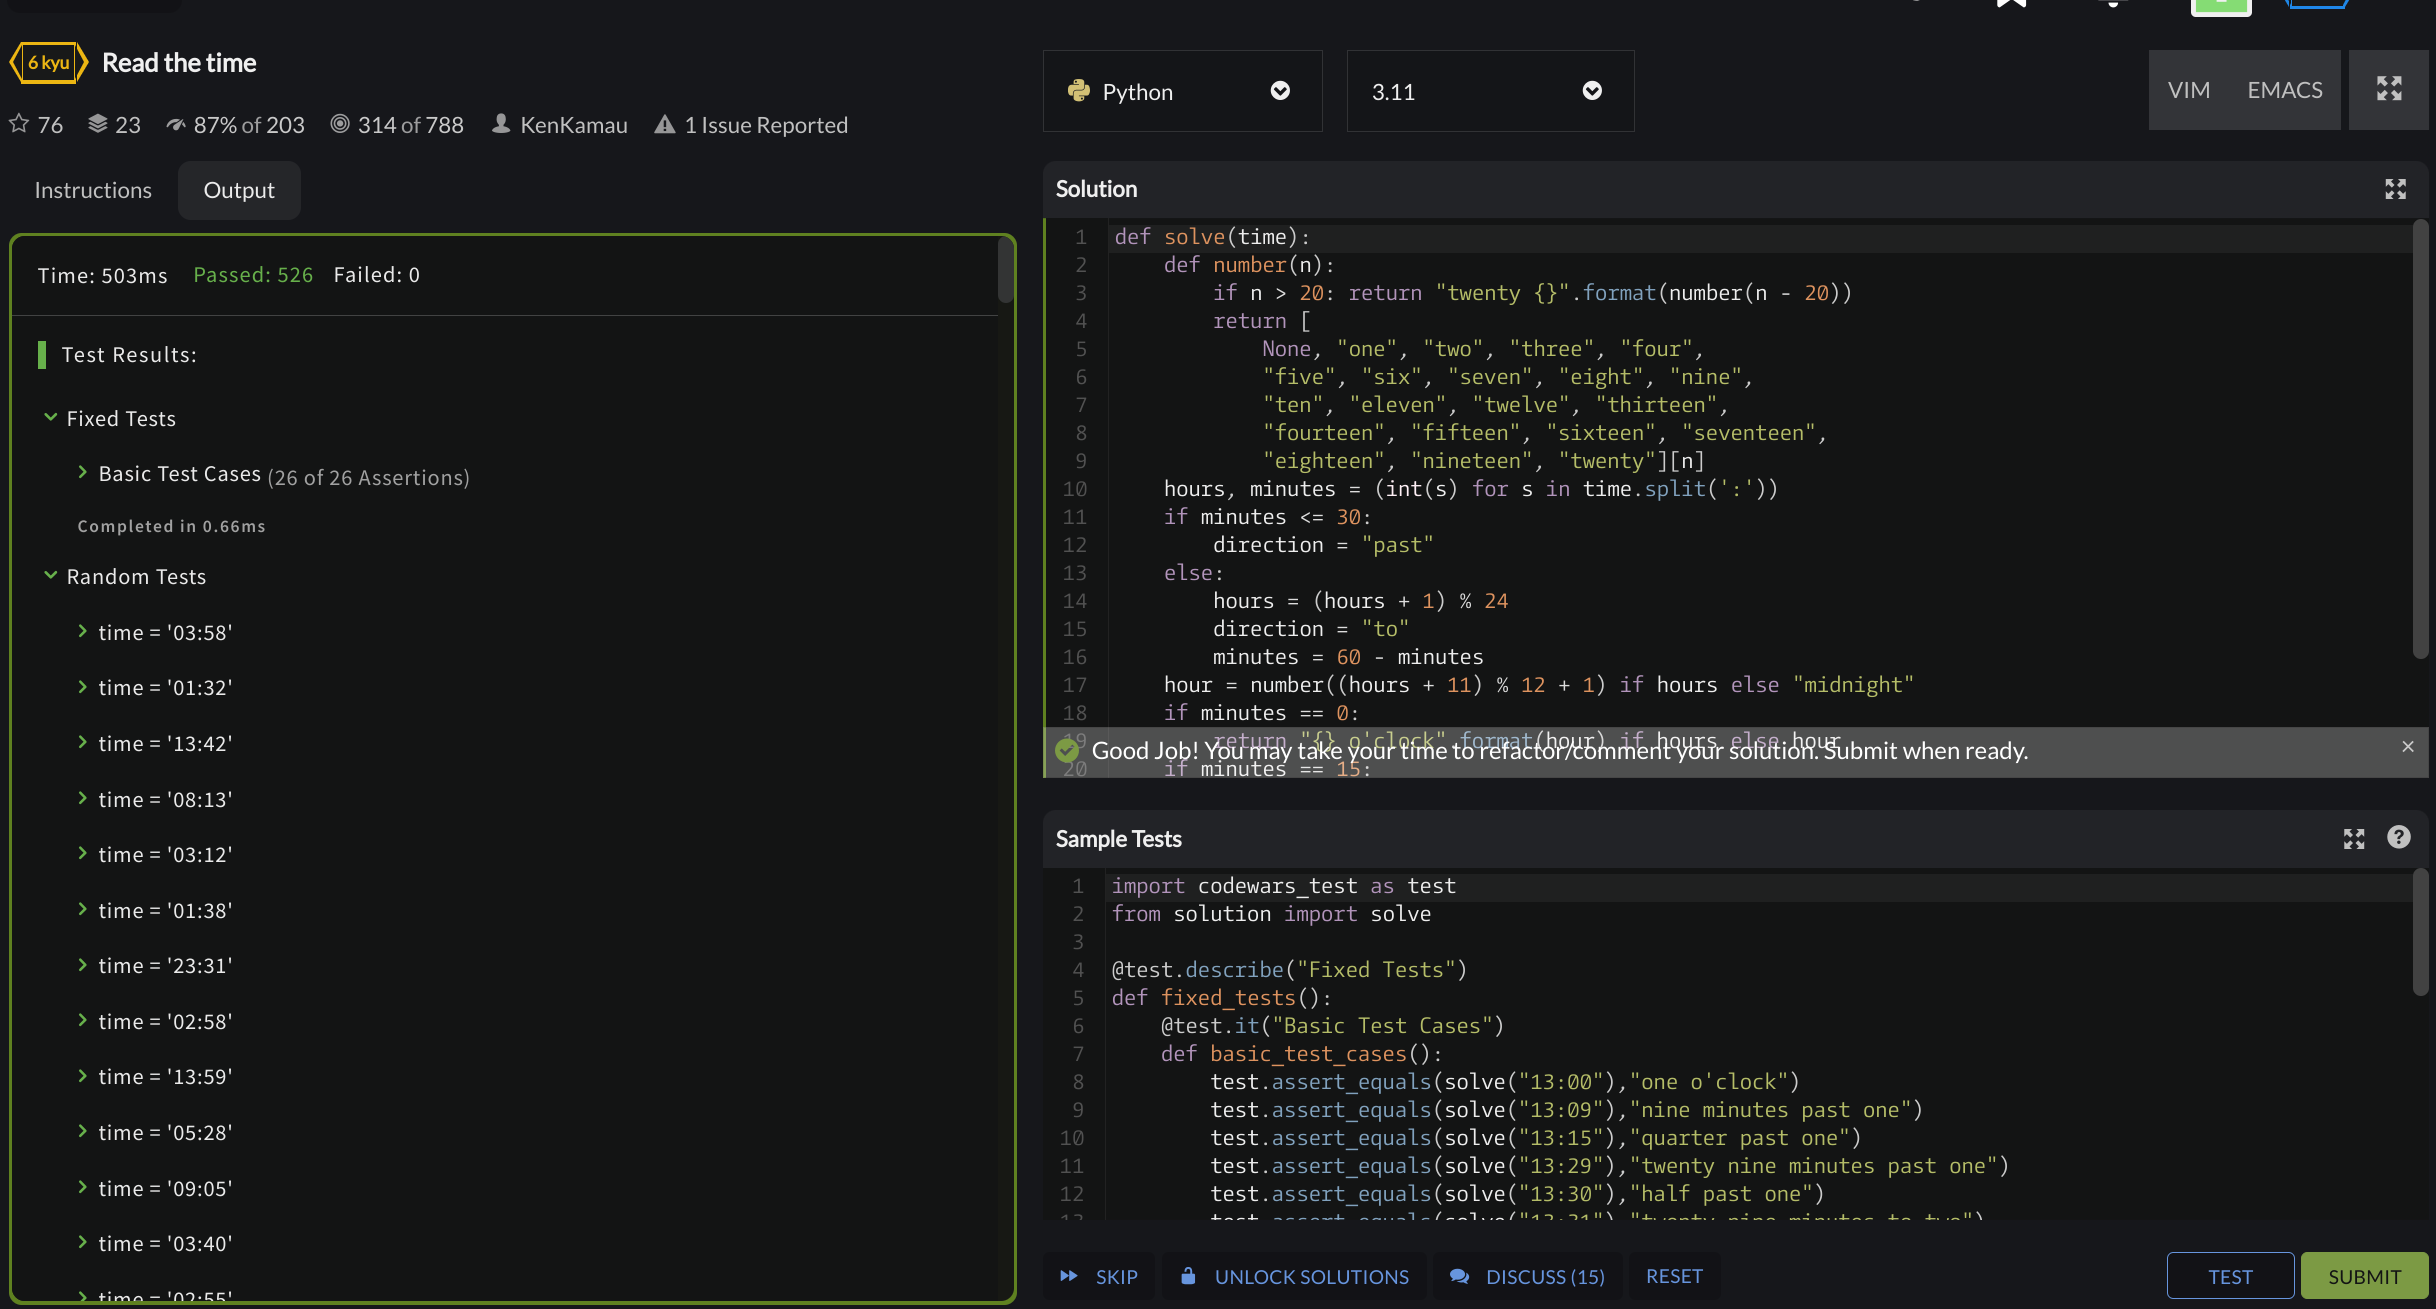 6 kyu Read the time
76 23 87% of 203 314 of 788 KenKamau 1 Issue Reported
Instructions Output
Time: 503ms Passed: 526 Failed: 0
Test Results:
Fixed Tests
Basic Test Cases (26 of 26 Assertions)
Completed in 0.66ms
Random Tests
time = '03:58'
time = '01:32'
time = '13:42'
time = '08:13'
time = '03:12'
time = '01:38'
time = '23:31'
time = '02:58'
time = '13:59'
time = '05:28'
time = '09:05'
time = '03:40'
time = '02:55'
Python 3.11 VIM EMACS
Solution
1 def solve(time):
2     def number(n):
3         if n > 20: return "twenty {}".format(number(n - 20))
4         return [
5             None, "one", "two", "three", "four",
6             "five", "six", "seven", "eight", "nine",
7             "ten", "eleven", "twelve", "thirteen",
8             "fourteen", "fifteen", "sixteen", "seventeen",
9             "eighteen", "nineteen", "twenty"][n]
10     hours, minutes = (int(s) for s in time.split(':'))
11     if minutes <= 30:
12         direction = "past"
13     else:
14         hours = (hours + 1) % 24
15         direction = "to"
16         minutes = 60 - minutes
17     hour = number((hours + 11) % 12 + 1) if hours else "midnight"
18     if minutes == 0:
19         return "{} o'clock".format(hour) if hours else hour
Good Job! You may take your time to refactor/comment your solution. Submit when ready.
20     if minutes == 15:
Sample Tests
1 import codewars_test as test
2 from solution import solve
3
4 @test.describe("Fixed Tests")
5 def fixed_tests():
6     @test.it("Basic Test Cases")
7     def basic_test_cases():
8         test.assert_equals(solve("13:00"),"one o'clock")
9         test.assert_equals(solve("13:09"),"nine minutes past one")
10         test.assert_equals(solve("13:15"),"quarter past one")
11         test.assert_equals(solve("13:29"),"twenty nine minutes past one")
12         test.assert_equals(solve("13:30"),"half past one")
13         test.assert_equals(solve("13:31"),"twenty nine minutes to two")
SKIP UNLOCK SOLUTIONS DISCUSS (15) RESET TEST SUBMIT